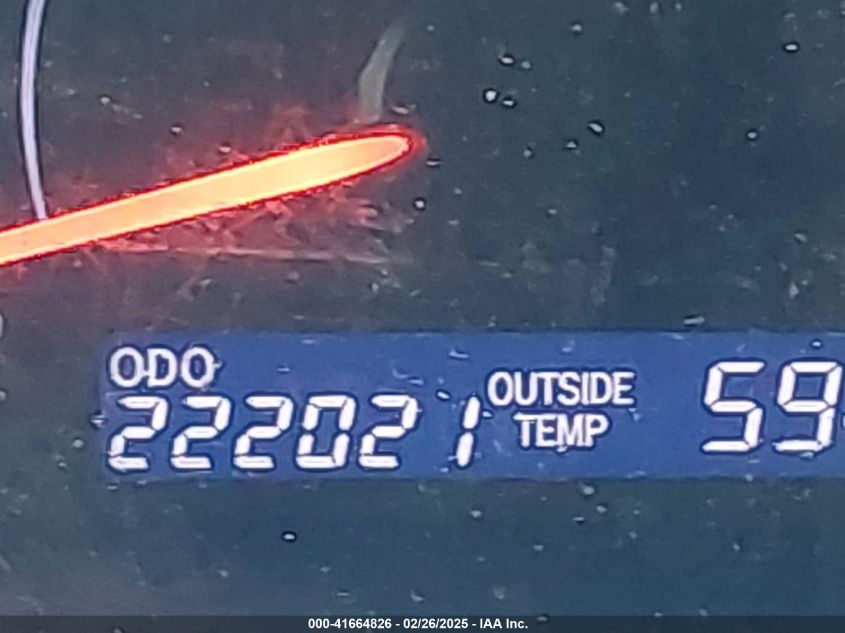 ODO
222021
OUTSIDE
TEMP
59
000-41664826 - 02/26/2025 - IAA Inc.